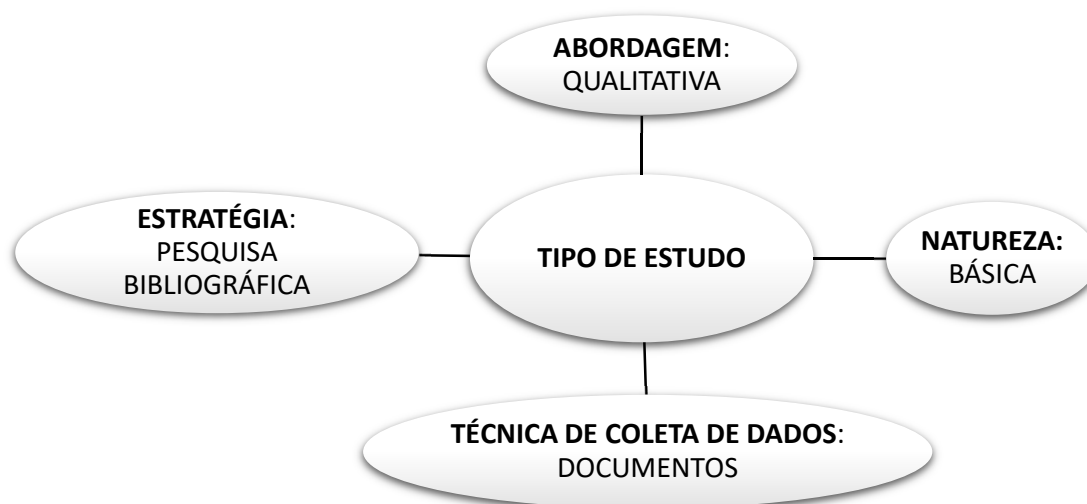 ABORDAGEM:
QUALITATIVA
ESTRATÉGIA:
PESQUISA
BIBLIOGRÁFICA
TIPO DE ESTUDO
NATUREZA:
BÁSICA
TÉCNICA DE COLETA DE DADOS:
DOCUMENTOS